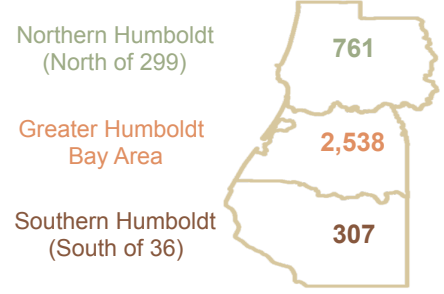 Northern Humboldt
(North of 299)
761
Greater Humboldt
Bay Area
2,538
Southern Humboldt
(South of 36)
307